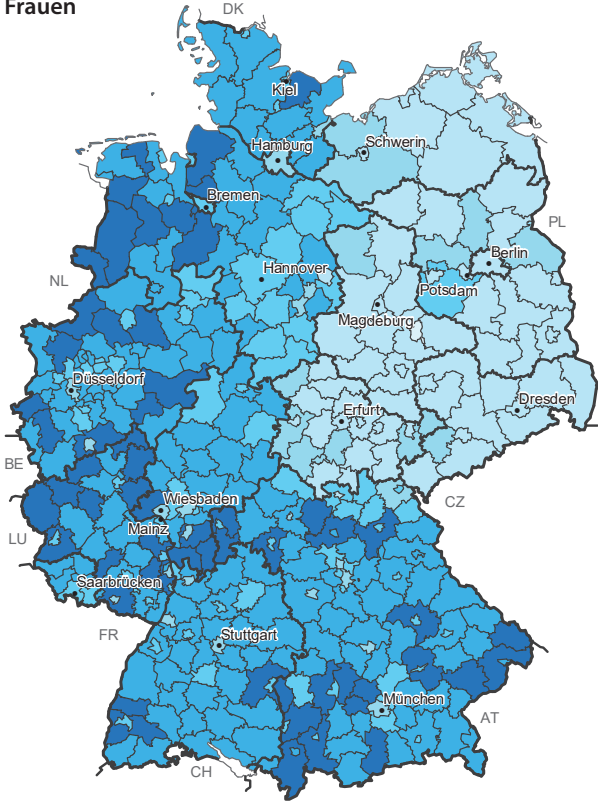 Frauen
DK
Kiel
Hamburg
Schwerin
Bremen
PL
Berlin
Hannover
NL
Potsdam
Magdeburg
Düsseldorf
Dresden
Erfurt
BE
Wiesbaden
CZ
Mainz
LU
Saarbrücken
FR
Stuttgart
München
AT
CH